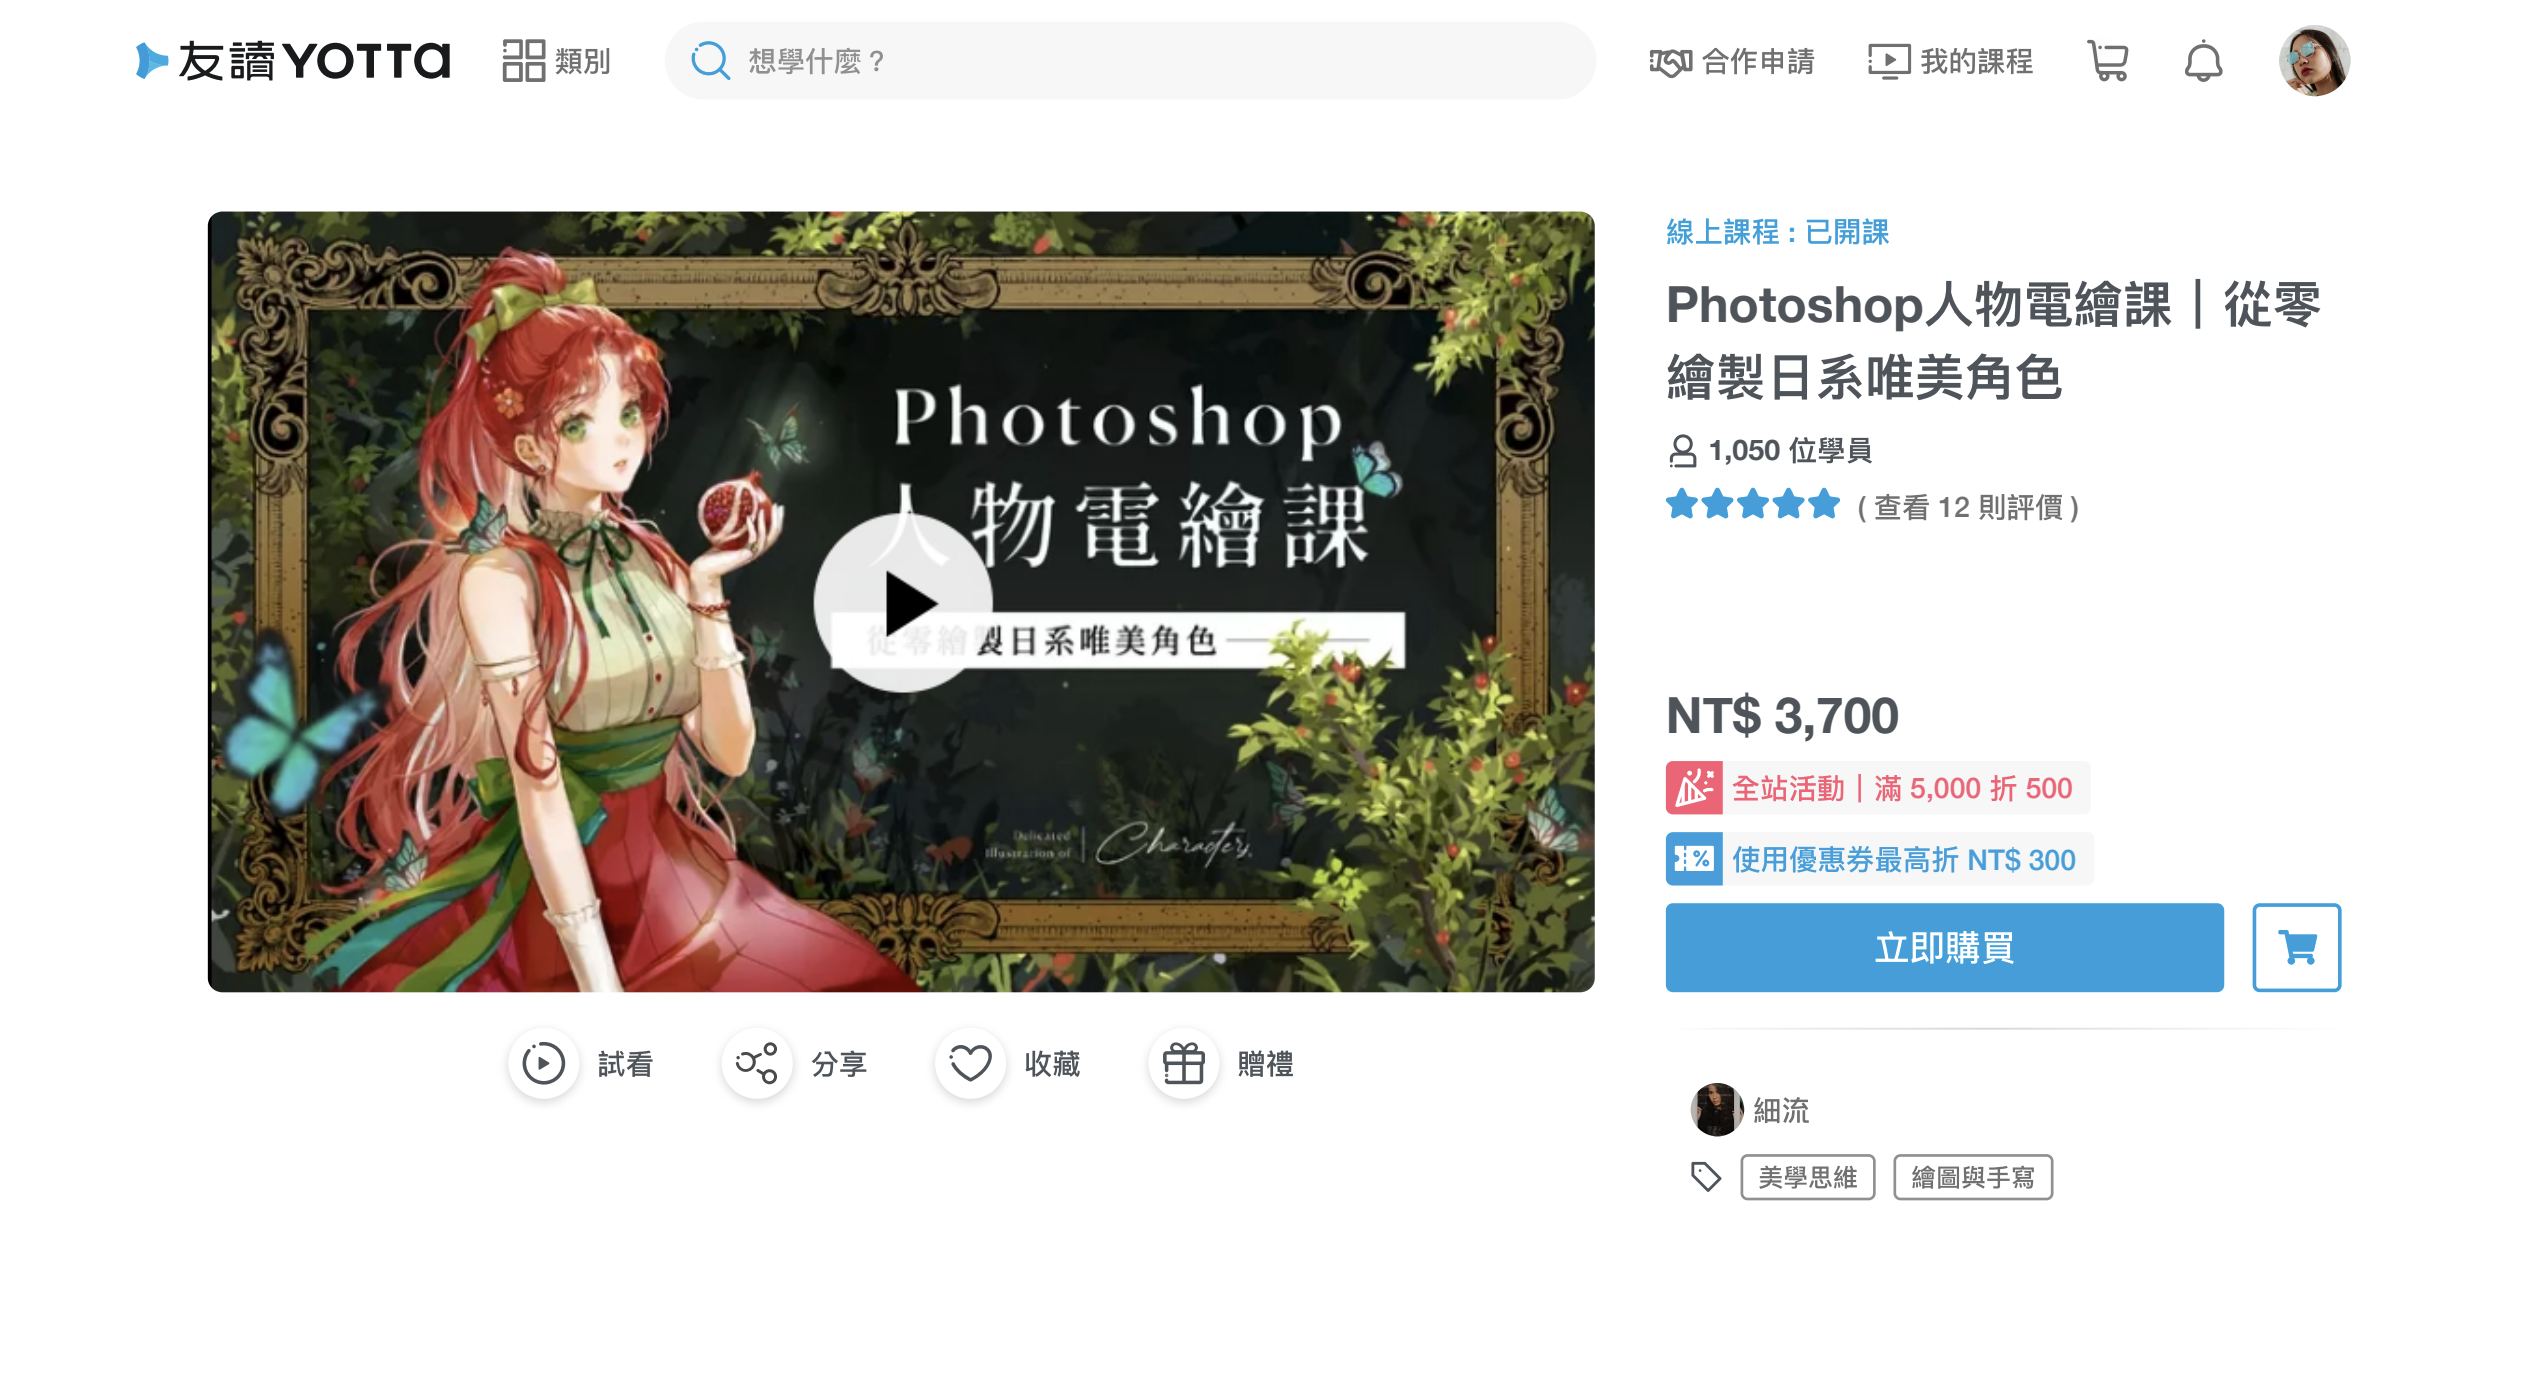 友讀 YOTTA
類別
想學什麼？
合作申請
我的課程
Photoshop
人物電繪課
從零繪製日系唯美角色
Delicated
Illustration of
Character
線上課程 : 已開課
Photoshop人物電繪課｜從零
繪製日系唯美角色
1,050 位學員
( 查看 12 則評價 )
NT$ 3,700
全站活動｜滿 5,000 折 500
% 使用優惠券最高折 NT$ 300
立即購買
試看
分享
收藏
贈禮
細流
美學思維
繪圖與手寫